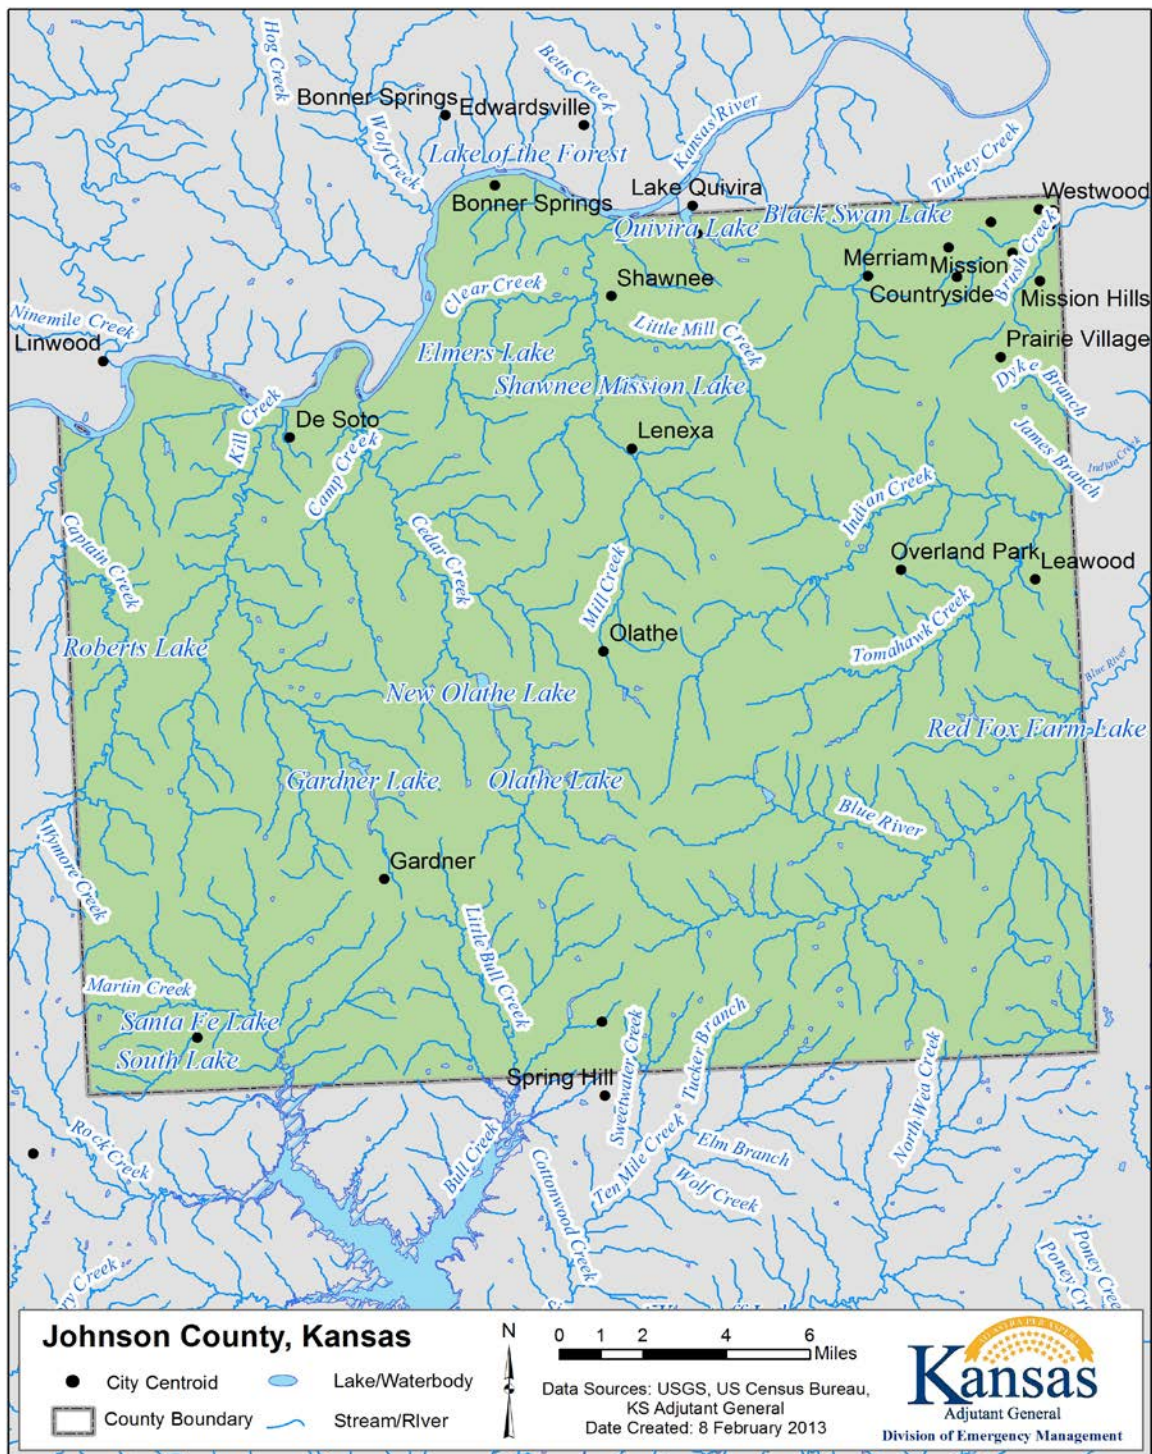 Hog Creek
Betts Creek
Bonner Springs
Edwardsville
Wolf Creek
Kansas River
Lake of the Forest
Turkey Creek
Lake Quivira
Westwood
Bonner Springs
Black Swan Lake
Quivira Lake
Brush Creek
Merriam
Mission
Shawnee
Clear Creek
Countryside
Mission Hills
Ninemile Creek
Little Mill Creek
Linwood
Elmers Lake
Prairie Village
Shawnee Mission Lake
Dyke Branch
Kill Creek
De Soto
Lenexa
James Branch
Indian Creek
Camp Creek
Indian Creek
Captain Creek
Cedar Creek
Overland Park
Leawood
Mill Creek
Tomahawk Creek
Olathe
Roberts Lake
Blue River
New Olathe Lake
Red Fox Farm Lake
Gardner Lake
Olathe Lake
Blue River
Wymore Creek
Gardner
Little Bull Creek
Martin Creek
Santa Fe Lake
South Lake
Sweetwater Creek
Tucker Branch
North Wea Creek
Spring Hill
Rock Creek
Bull Creek
Cottonwood Creek
Ten Mile Creek
Elm Branch
Wolf Creek
Poney Creek
Poney Cr
Creek
Johnson County, Kansas
City Centroid
Lake/Waterbody
County Boundary
Stream/RIver
N
0 1 2 4 6
Miles
Data Sources: USGS, US Census Bureau,
KS Adjutant General
Date Created: 8 February 2013
AD ASTRA PER ASPERA
Kansas
Adjutant General
Division of Emergency Management